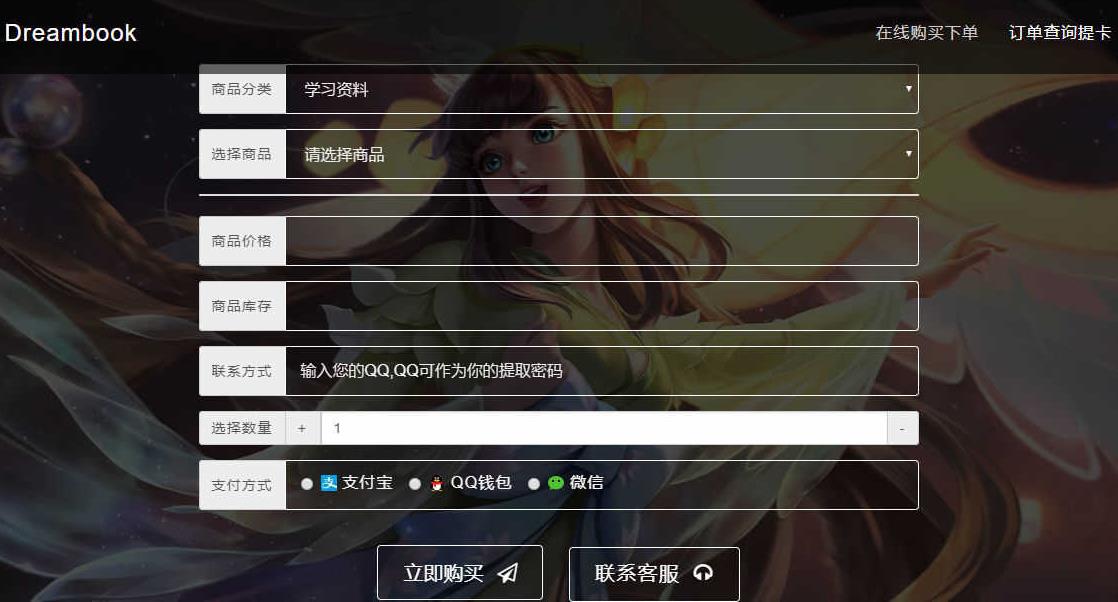 Dreambook
在线购买下单 订单查询提卡
商品分类 学习资料
选择商品 请选择商品
商品价格
商品库存
联系方式 输入您的QQ,QQ可作为你的提取密码
选择数量 + 1 -
支付方式 支 支付宝 QQ钱包 微信
立即购买 联系客服